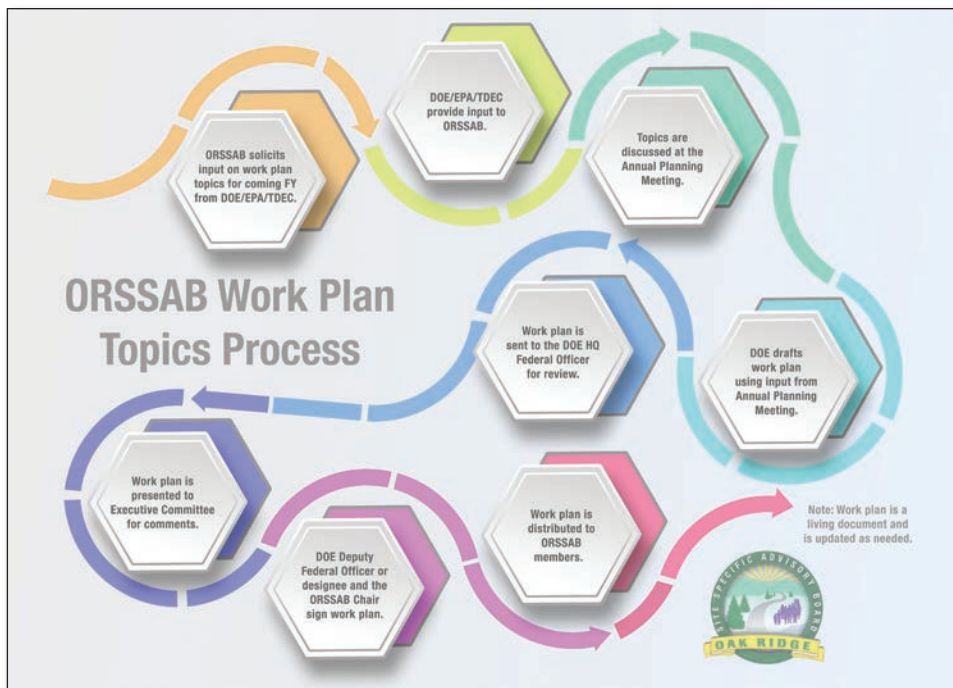 ORSSAB Work Plan
Topics Process
ORSSAB solicits
input on work plan
topics for coming FY
from DOE/EPA/TDEC.
DOE/EPA/TDEC
provide input to
ORSSAB.
Topics are
discussed at the
Annual Planning
Meeting.
DOE drafts
work plan
using input from
Annual Planning
Meeting.
Work plan is
sent to the DOE HQ
Federal Officer
for review.
Work plan is
presented to
Executive Committee
for comments.
DOE Deputy
Federal Officer or
designee and the
ORSSAB Chair
sign work plan.
Work plan is
distributed to
ORSSAB
members.
Note: Work plan is a
living document and
is updated as needed.
SITE SPECIFIC ADVISORY BOARD
OAK RIDGE